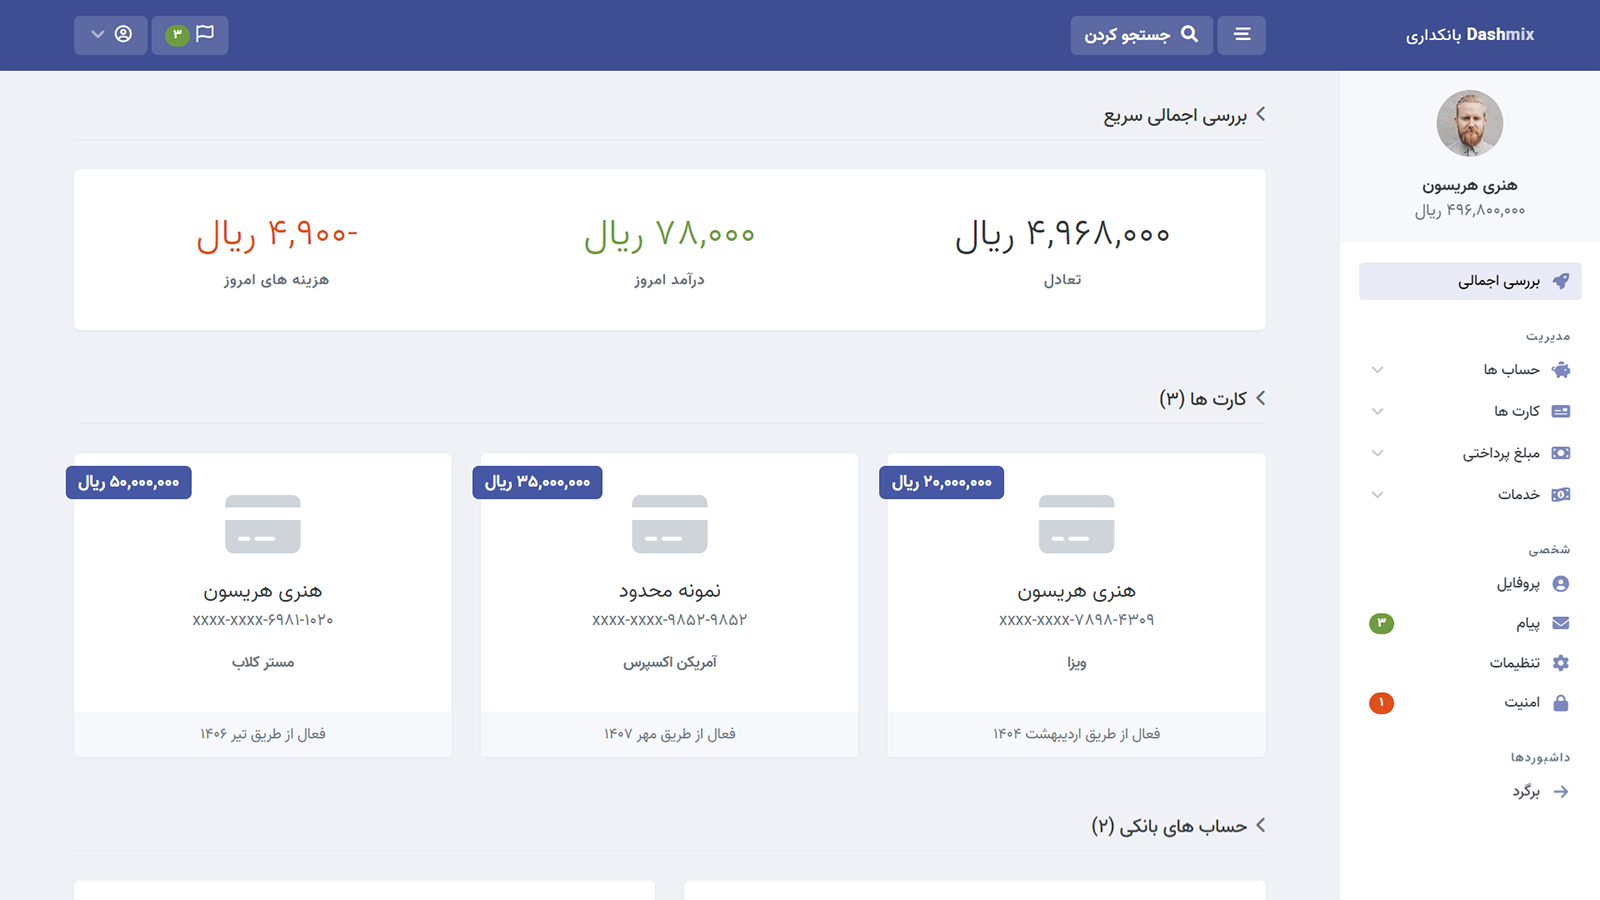 Dashmix بانکداری
جستجو کردن
۳
هنری هریسون
۴۹۶,۸۰۰,۰۰۰ ریال
بررسی اجمالی
مدیریت
حساب ها
کارت ها
مبلغ پرداختی
خدمات
شخصی
پروفایل
پیام ۳
تنظیمات
امنیت ۱
داشبوردها
برگرد
بررسی اجمالی سریع
۴,۹۶۸,۰۰۰ ریال
تعادل
۷۸,۰۰۰ ریال
درآمد امروز
-۴,۹۰۰ ریال
هزینه های امروز
کارت ها (۳)
۲۰,۰۰۰,۰۰۰ ریال
هنری هریسون
xxxx-xxxx-۷۸۹۸-۴۳۰۹
ویزا
فعال از طریق اردیبهشت ۱۴۰۴
۳۵,۰۰۰,۰۰۰ ریال
نمونه محدود
xxxx-xxxx-۹۸۵۲-۹۸۵۲
آمریکن اکسپرس
فعال از طریق مهر ۱۴۰۷
۵۰,۰۰۰,۰۰۰ ریال
هنری هریسون
xxxx-xxxx-۶۹۸۱-۱۰۲۰
مستر کلاب
فعال از طریق تیر ۱۴۰۶
حساب های بانکی (۲)